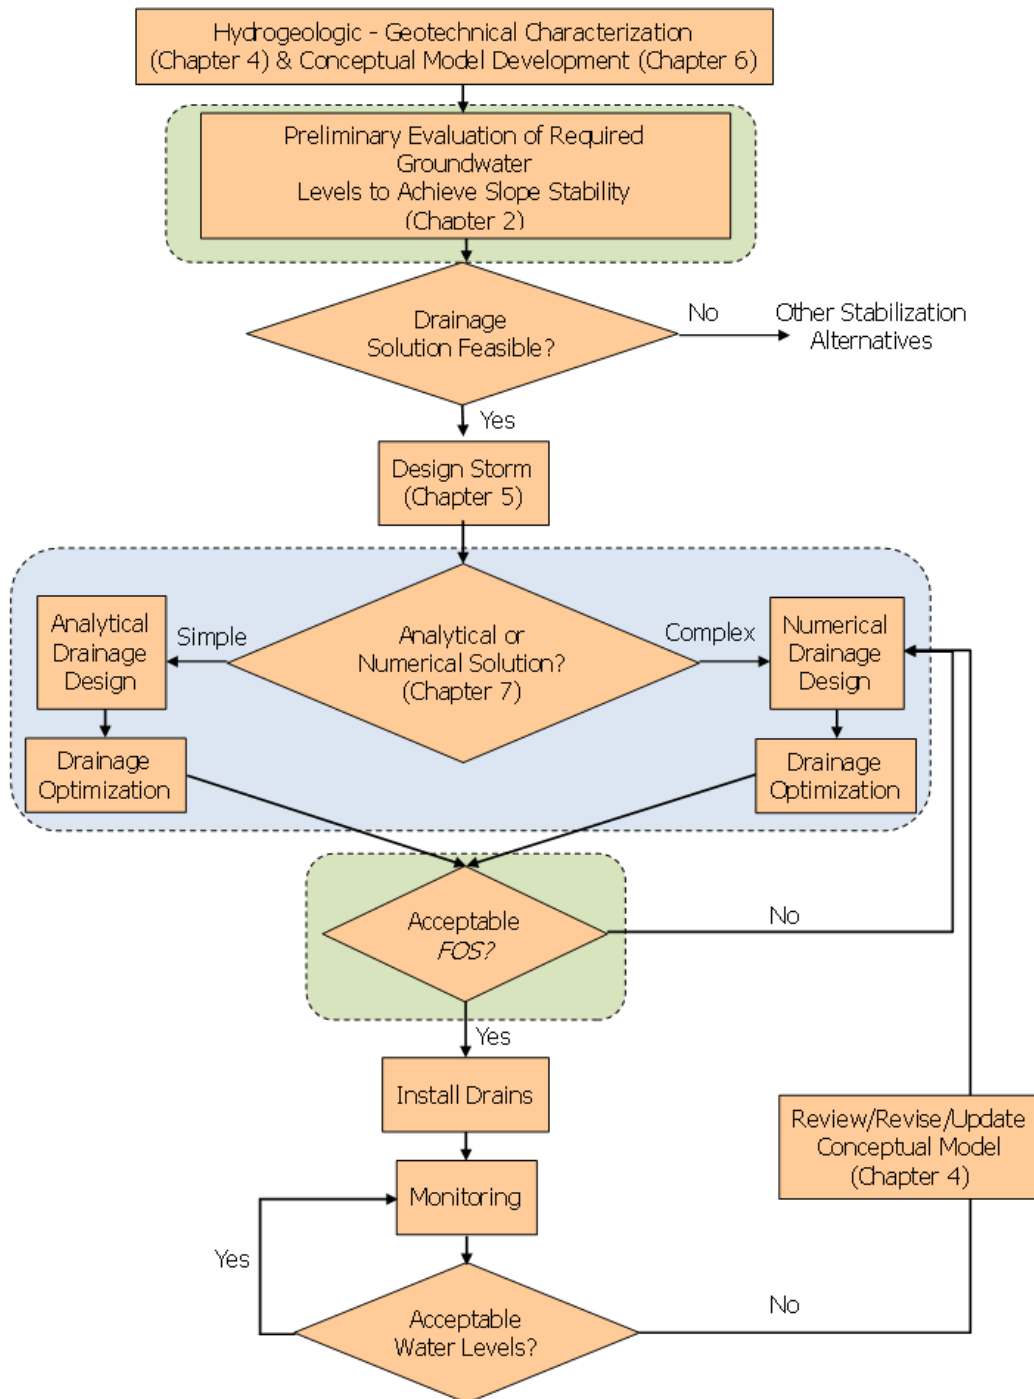 Hydrogeologic - Geotechnical Characterization
(Chapter 4) & Conceptual Model Development (Chapter 6)
Preliminary Evaluation of Required
Groundwater
Levels to Achieve Slope Stability
(Chapter 2)
Drainage
Solution Feasible?
No
Other Stabilization
Alternatives
Yes
Design Storm
(Chapter 5)
Analytical
Drainage
Design
Simple
Analytical or
Numerical Solution?
(Chapter 7)
Complex
Numerical
Drainage
Design
Drainage
Optimization
Drainage
Optimization
Acceptable
FOS?
No
Yes
Install Drains
Review/Revise/Update
Conceptual Model
(Chapter 4)
Monitoring
Yes
Acceptable
Water Levels?
No